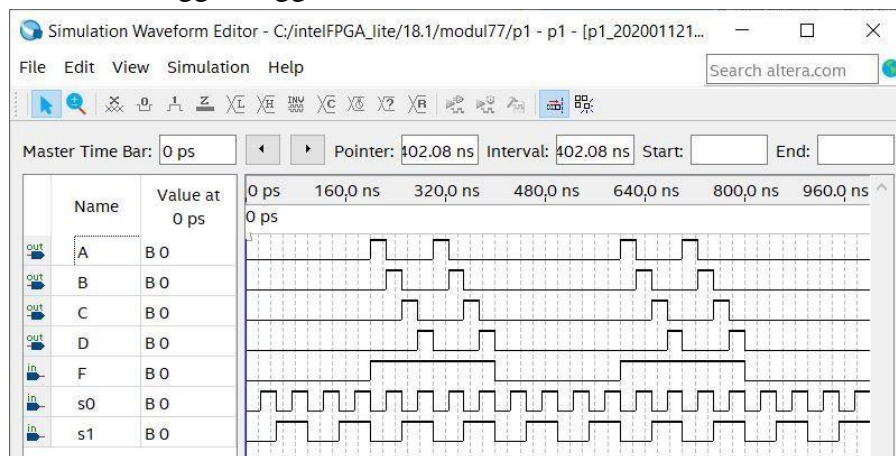 Simulation Waveform Editor - C:/intelFPGA_lite/18.1/modul77/p1 - p1 - [p1_202001121...
File Edit View Simulation Help
Search altera.com
Master Time Bar: 0 ps Pointer: 402.08 ns Interval: 402.08 ns Start: End:
Name Value at 0 ps
0 ps 160,0 ns 320,0 ns 480,0 ns 640,0 ns 800,0 ns 960,0 ns
0 ps
out A B 0
out B B 0
out C B 0
out D B 0
in F B 0
in s0 B 0
in s1 B 0